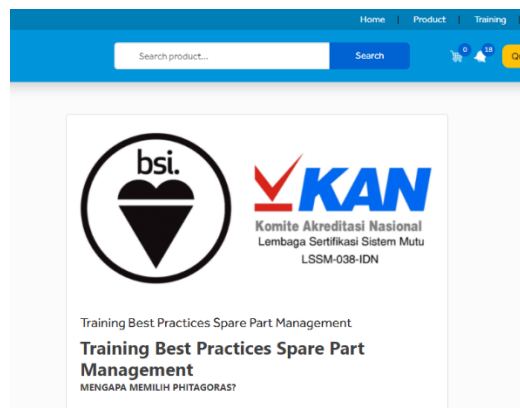 Home | Product | Training |
Search product...
Search
0
18
bsi.
KAN
Komite Akreditasi Nasional
Lembaga Sertifikasi Sistem Mutu
LSSM-038-IDN
Training Best Practices Spare Part Management
Training Best Practices Spare Part
Management
MENGAPA MEMILIH PHITAGORAS?